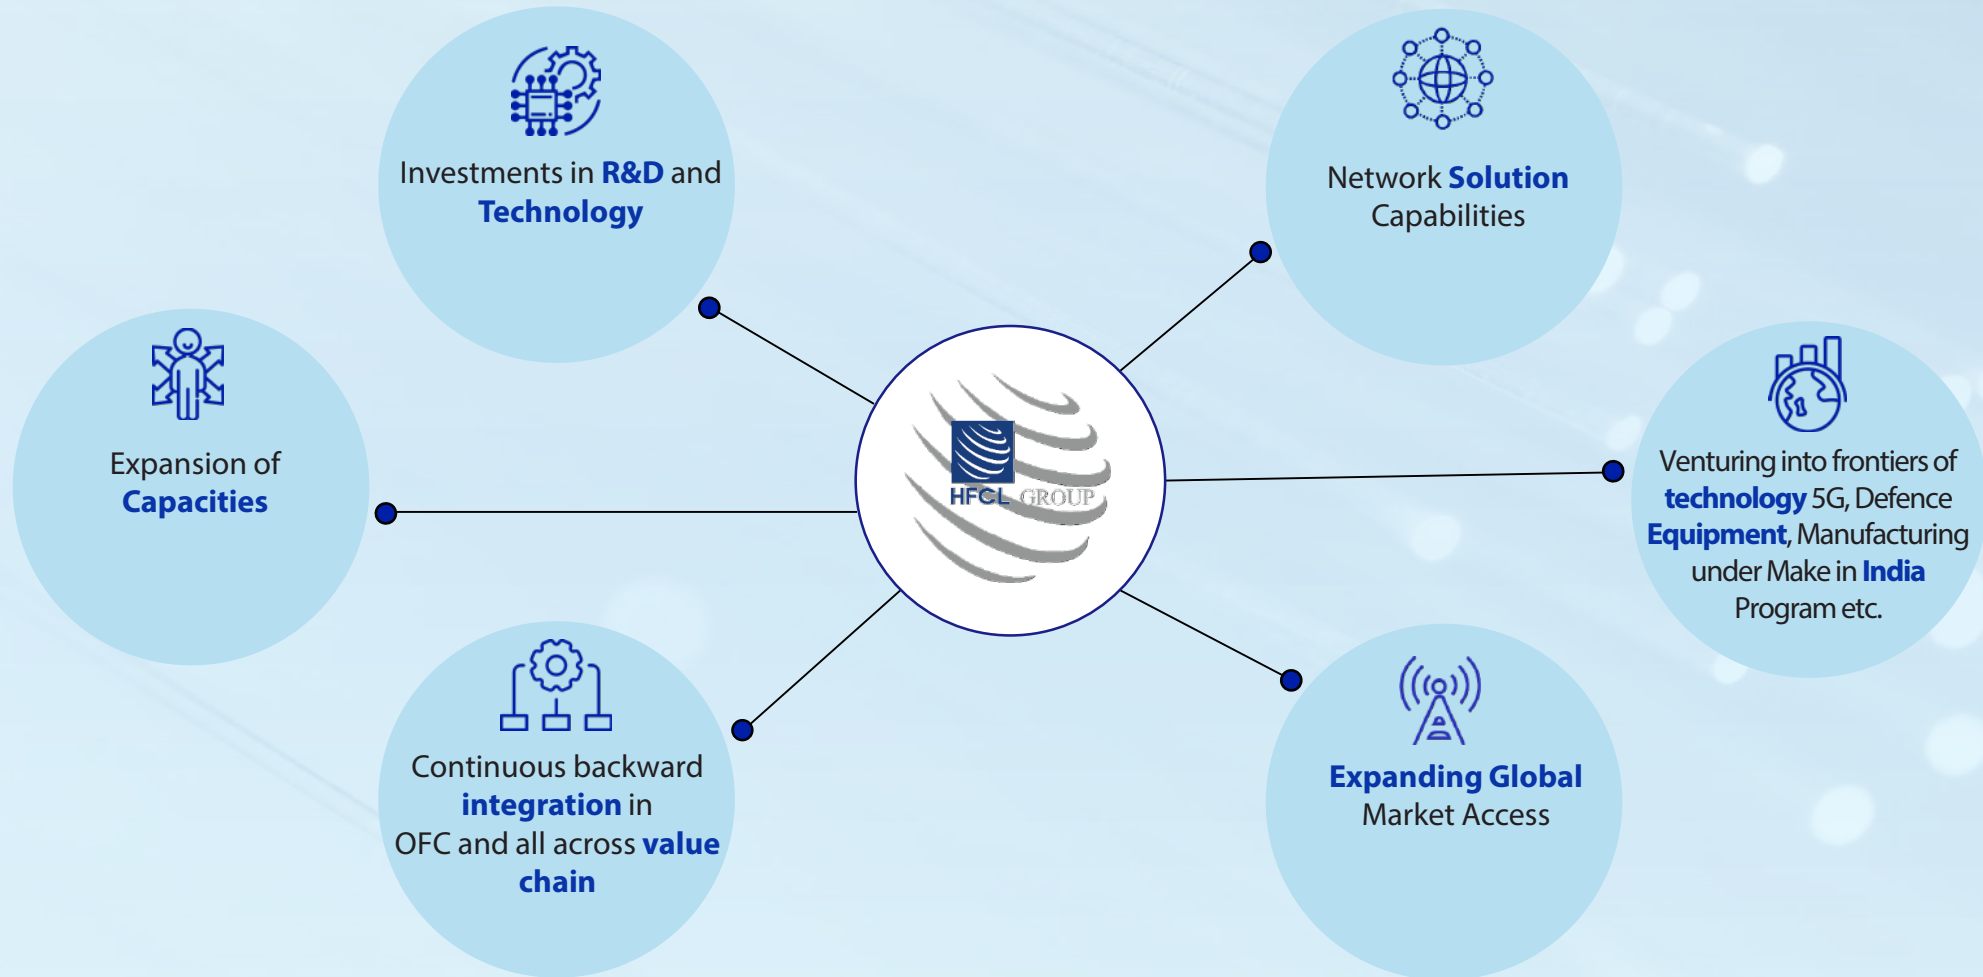 Investments in R&D and
Technology
Network Solution
Capabilities
Expansion of
Capacities
HFCL GROUP
Venturing into frontiers of
technology 5G, Defence
Equipment, Manufacturing
under Make in India
Program etc.
Continuous backward
integration in
OFC and all across value
chain
Expanding Global
Market Access